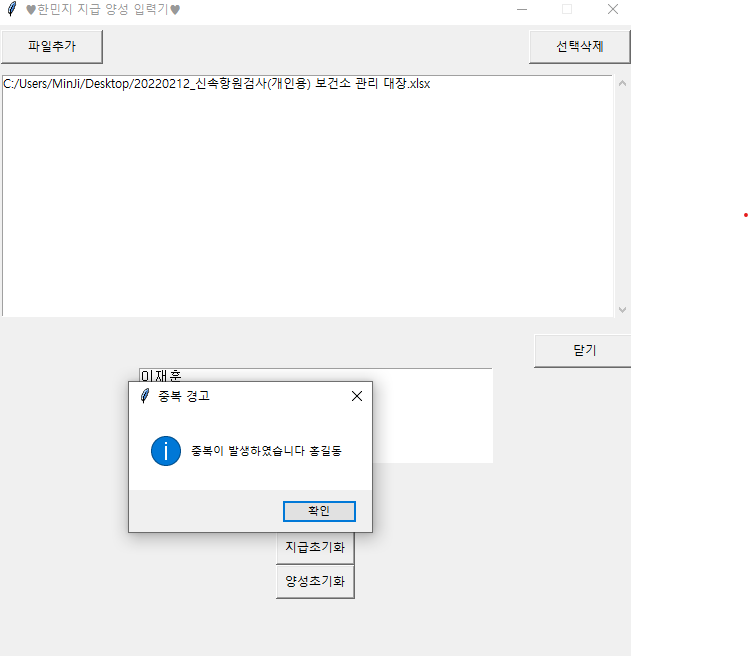 ♥한민지 지급 양성 입력기♥
파일추가
선택삭제
C:/Users/MinJi/Desktop/20220212_신속항원검사(개인용) 보건소 관리 대장.xlsx
닫기
이재훈
중복 경고
중복이 발생하였습니다 홍길동
확인
지급초기화
양성초기화